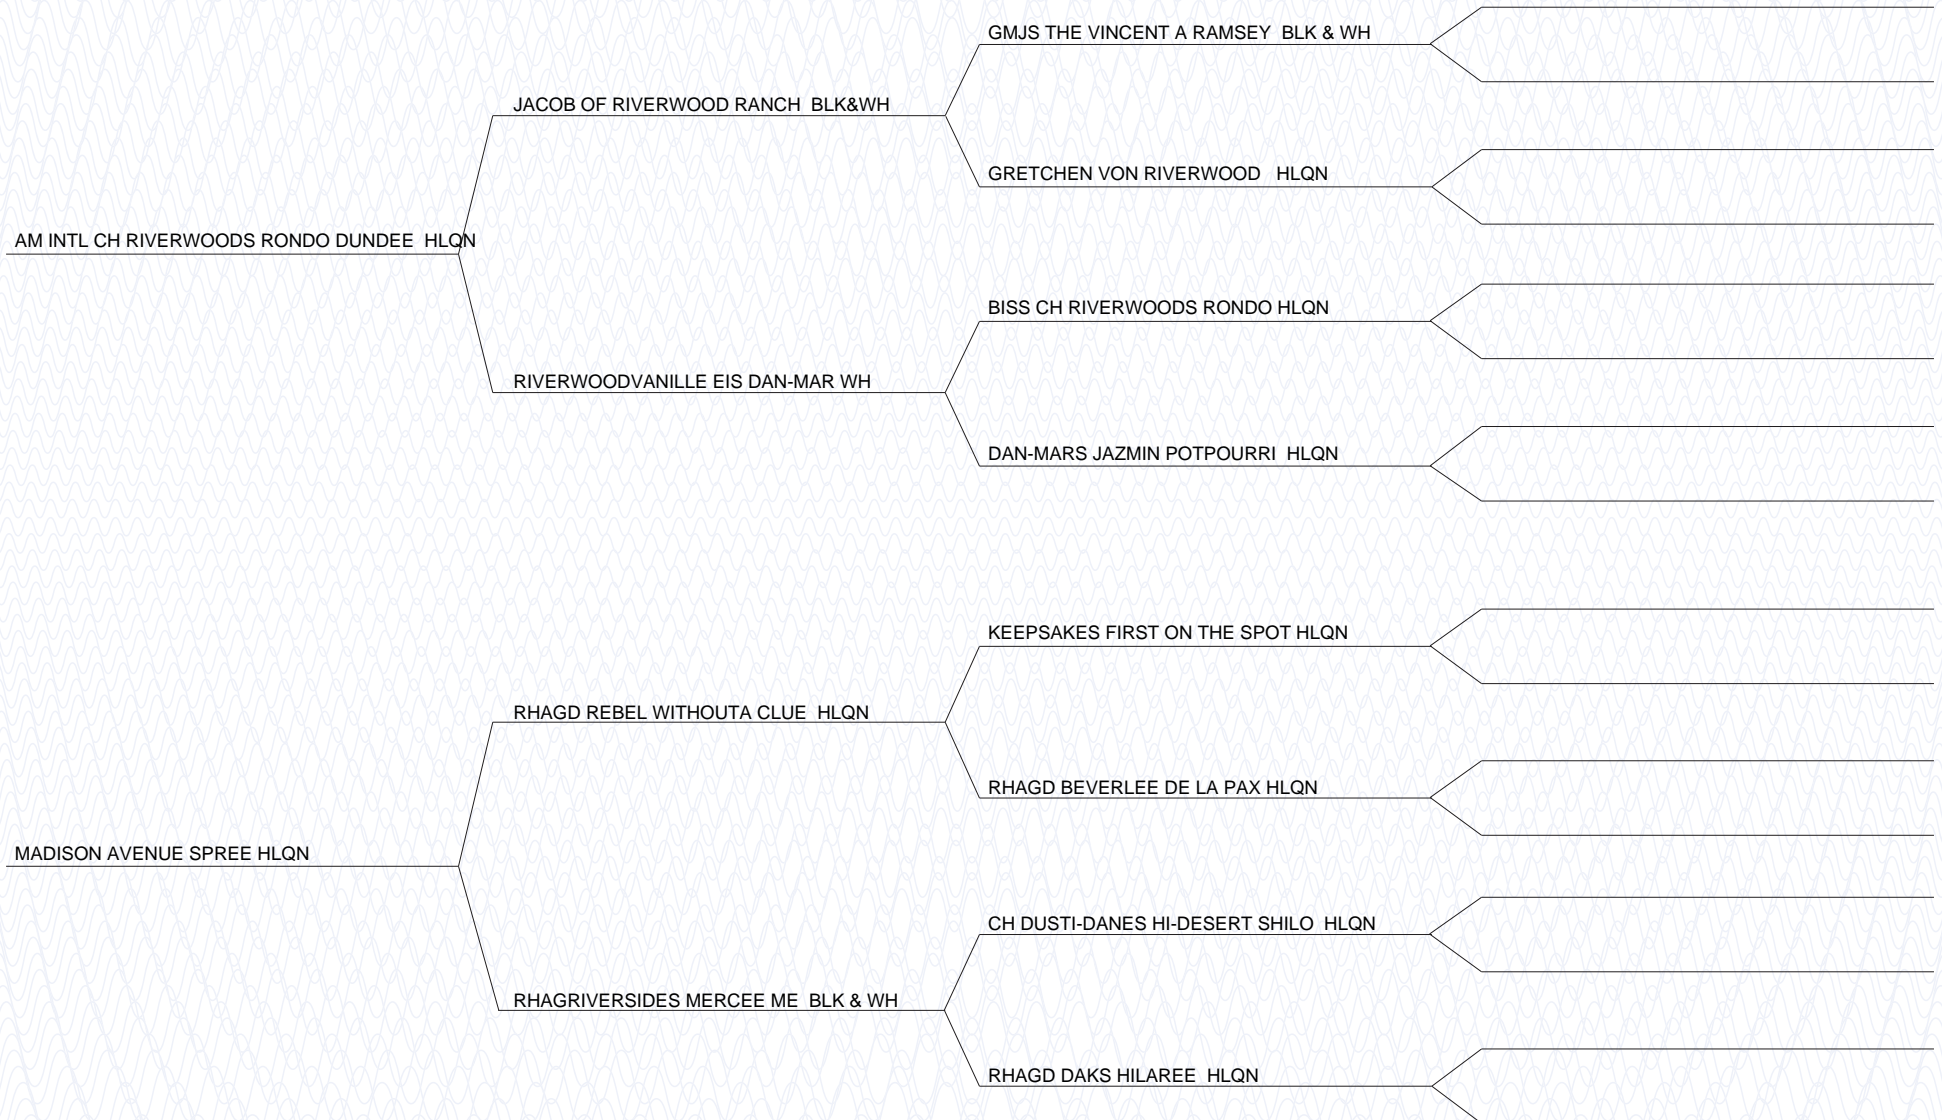 GMJS THE VINCENT A RAMSEY BLK & WH
JACOB OF RIVERWOOD RANCH BLK&WH
GRETCHEN VON RIVERWOOD HLQN
AM INTL CH RIVERWOODS RONDO DUNDEE HLQN
BISS CH RIVERWOODS RONDO HLQN
RIVERWOODVANILLE EIS DAN-MAR WH
DAN-MARS JAZMIN POTPOURRI HLQN
KEEPSAKES FIRST ON THE SPOT HLQN
RHAGD REBEL WITHOUTA CLUE HLQN
RHAGD BEVERLEE DE LA PAX HLQN
MADISON AVENUE SPREE HLQN
CH DUSTI-DANES HI-DESERT SHILO HLQN
RHAGRIVERSIDES MERCEE ME BLK & WH
RHAGD DAKS HILAREE HLQN